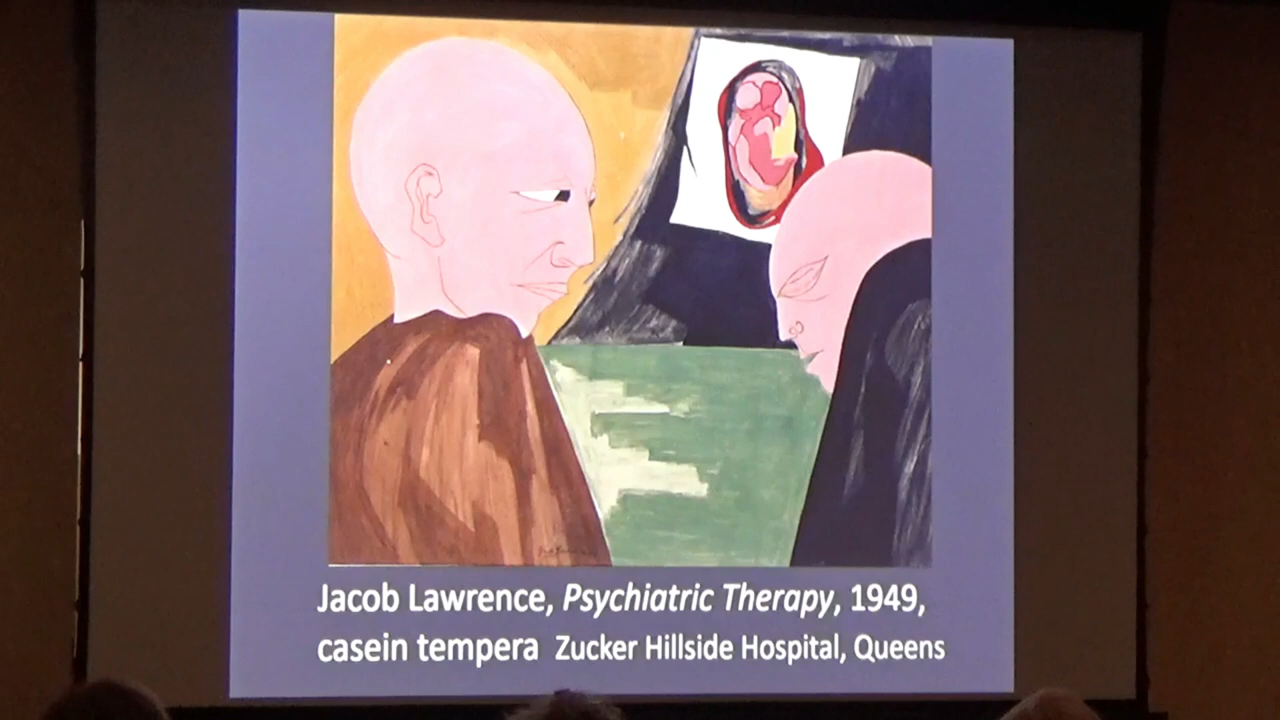 Jacob Lawrence, Psychiatric Therapy, 1949,
casein tempera Zucker Hillside Hospital, Queens